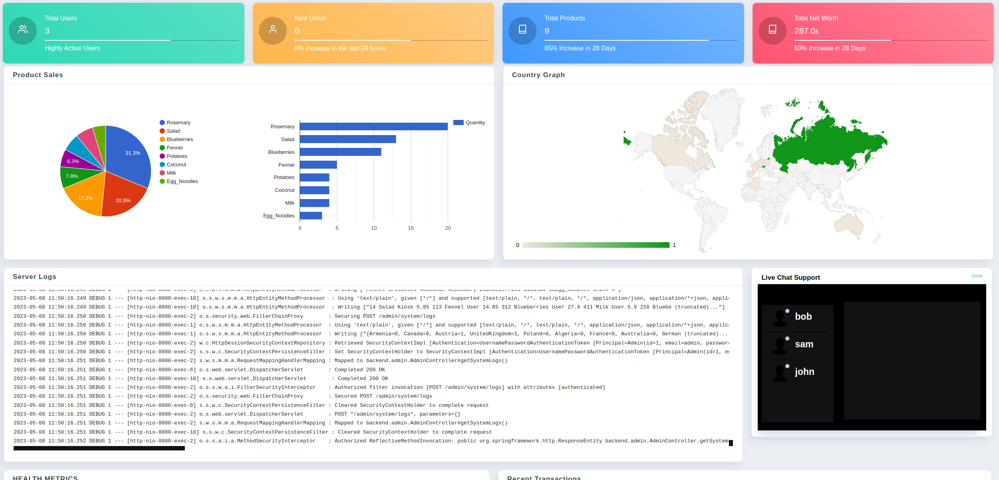 Total Users
3
Highly Active Users
New Users
0
0% increase in the last 24 hours
Total Products
9
85% Increase in 28 Days
Total Net Worth
287.0£
50% Increase in 28 Days
Product Sales
Rosemary
Salad
Blueberries
Fennel
Potatoes
Coconut
Milk
Egg_Noodles
31.3%
20.3%
17.2%
7.8%
6.3%
Rosemary
Salad
Blueberries
Fennel
Potatoes
Coconut
Milk
Egg_Noodles
0 5 10 15 20
Quantity
Country Graph
0 1
Server Logs
2023-05-08 11:50:16.249 DEBUG 1 --- [http-nio-8080-exec-10] o.s.w.s.m.m.a.HttpEntityMethodProcessor : Using 'text/plain', given [*/*] and supported [text/plain, */*, text/plain, */*, application/json, application/*+json, appli
2023-05-08 11:50:16.249 DEBUG 1 --- [http-nio-8080-exec-10] o.s.w.s.m.m.a.HttpEntityMethodProcessor : Writing ["14 Salad Kiosk 5.95 113 Fennel User 14.85 312 Blueberries User 27.8 411 Milk User 5.9 210 Bluebe (truncated)..."]
2023-05-08 11:50:16.250 DEBUG 1 --- [http-nio-8080-exec-2] o.s.security.web.FilterChainProxy : Securing POST /admin/system/logs
2023-05-08 11:50:16.250 DEBUG 1 --- [http-nio-8080-exec-1] o.s.w.s.m.m.a.HttpEntityMethodProcessor : Using 'text/plain', given [*/*] and supported [text/plain, */*, text/plain, */*, application/json, application/*+json, applic
2023-05-08 11:50:16.250 DEBUG 1 --- [http-nio-8080-exec-1] o.s.w.s.m.m.a.HttpEntityMethodProcessor : Writing ["{Armenia=0, Canada=0, Austria=1, UnitedKingdom=1, Poland=0, Algeria=0, France=0, Australia=0, German (truncated)..."
2023-05-08 11:50:16.250 DEBUG 1 --- [http-nio-8080-exec-2] w.c.HttpSessionSecurityContextRepository : Retrieved SecurityContextImpl [Authentication=UsernamePasswordAuthenticationToken [Principal=Admin(id=1, email=admin, password
2023-05-08 11:50:16.250 DEBUG 1 --- [http-nio-8080-exec-2] s.s.w.c.SecurityContextPersistenceFilter : Set SecurityContextHolder to SecurityContextImpl [Authentication=UsernamePasswordAuthenticationToken [Principal=Admin(id=1, em
2023-05-08 11:50:16.251 DEBUG 1 --- [http-nio-8080-exec-2] s.w.s.m.m.a.RequestMappingHandlerMapping : Mapped to backend.admin.AdminController#getSystemLogs()
2023-05-08 11:50:16.251 DEBUG 1 --- [http-nio-8080-exec-6] o.s.web.servlet.DispatcherServlet : Completed 200 OK
2023-05-08 11:50:16.251 DEBUG 1 --- [http-nio-8080-exec-10] o.s.web.servlet.DispatcherServlet : Completed 200 OK
2023-05-08 11:50:16.251 DEBUG 1 --- [http-nio-8080-exec-2] o.s.s.w.a.i.FilterSecurityInterceptor : Authorized filter invocation [POST /admin/system/logs] with attributes [authenticated]
2023-05-08 11:50:16.251 DEBUG 1 --- [http-nio-8080-exec-2] o.s.security.web.FilterChainProxy : Secured POST /admin/system/logs
2023-05-08 11:50:16.251 DEBUG 1 --- [http-nio-8080-exec-6] s.s.w.c.SecurityContextPersistenceFilter : Cleared SecurityContextHolder to complete request
2023-05-08 11:50:16.251 DEBUG 1 --- [http-nio-8080-exec-2] o.s.web.servlet.DispatcherServlet : POST "/admin/system/logs", parameters={}
2023-05-08 11:50:16.251 DEBUG 1 --- [http-nio-8080-exec-2] s.w.s.m.m.a.RequestMappingHandlerMapping : Mapped to backend.admin.AdminController#getSystemLogs()
2023-05-08 11:50:16.251 DEBUG 1 --- [http-nio-8080-exec-10] s.s.w.c.SecurityContextPersistenceFilter : Cleared SecurityContextHolder to complete request
2023-05-08 11:50:16.252 DEBUG 1 --- [http-nio-8080-exec-2] o.s.s.a.i.a.MethodSecurityInterceptor : Authorized ReflectiveMethodInvocation: public org.springframework.http.ResponseEntity backend.admin.AdminController.getSystem
Live Chat Support
Good
bob
sam
john
HEALTH METRICS
Recent Transactions